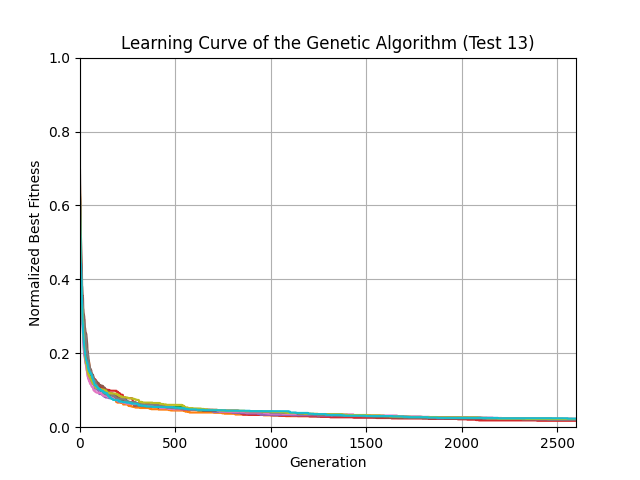 Learning Curve of the Genetic Algorithm (Test 13)
Normalized Best Fitness
1.0
0.8
0.6
0.4
0.2
0.0
0 500 1000 1500 2000 2500
Generation